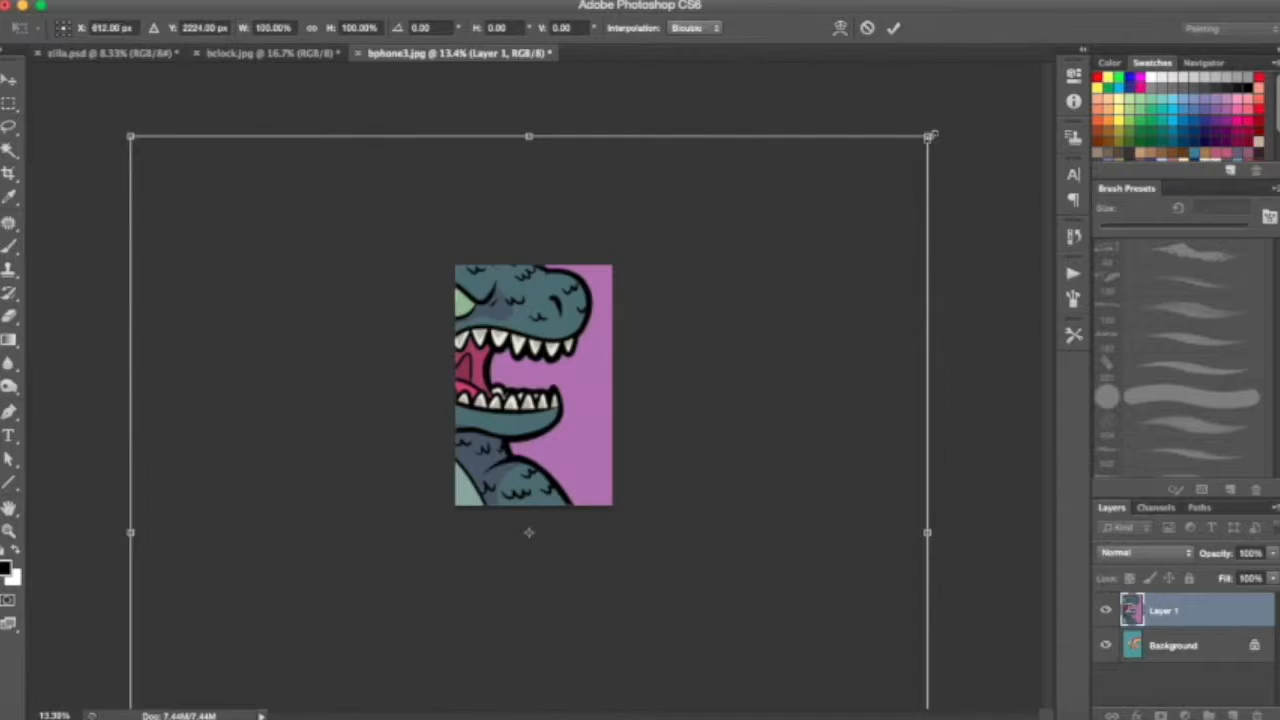 Adobe Photoshop CS6
X: 612.00 px Y: 2224.00 px W: 100.00% H: 100.00% 0.00 ° H: 0.00 ° V: 0.00 ° Interpolation: Bicubic Painting
zilla.psd @ 8.33% (RGB/8#) * bclock.jpg @ 16.7% (RGB/8) * bphone3.jpg @ 13.4% (Layer 1, RGB/8) *
Color Swatches Navigator
Brush Presets
Size:
Layers Channels Paths
Kind
Normal Opacity: 100%
Lock: Fill: 100%
Layer 1
Background
13.39% Doc: 7.44M/7.44M